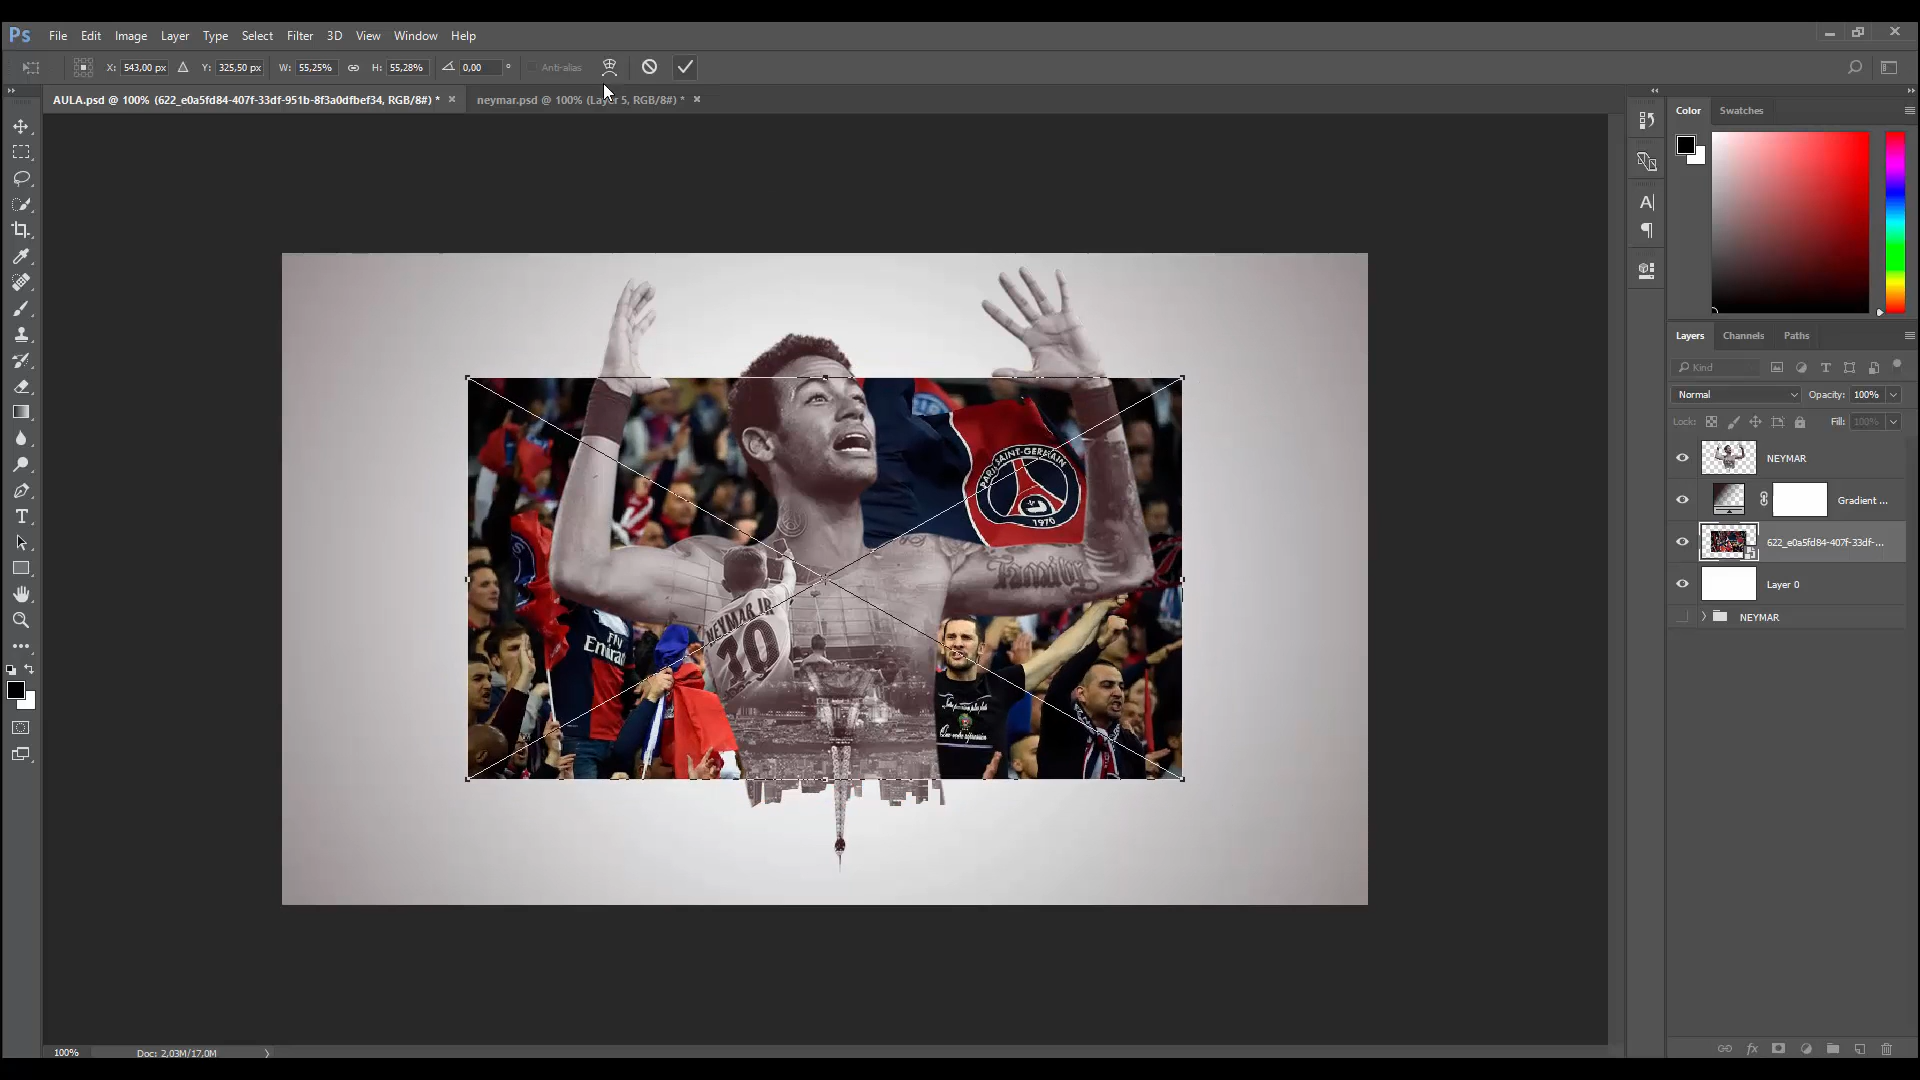 Ps File Edit Image Layer Type Select Filter 3D View Window Help
X: 543,00 px Y: 325,50 px W: 55,25% H: 55,28% 0,00 ° Anti-alias
AULA.psd @ 100% (622_e0a5fd84-407f-33df-951b-8f3a0dfbef34, RGB/8#) * × neymar.psd @ 100% (Layer 5, RGB/8#) * ×
Color Swatches
Layers Channels Paths
Kind
Normal Opacity: 100%
Lock: Fill: 100%
NEYMAR
Gradient ...
622_e0a5fd84-407f-33df-...
Layer 0
NEYMAR
PARIS SAINT-GERMAIN
1970
Family
NEYMAR JR
10
Fly
Emirates
100% Doc: 2,03M/17,0M